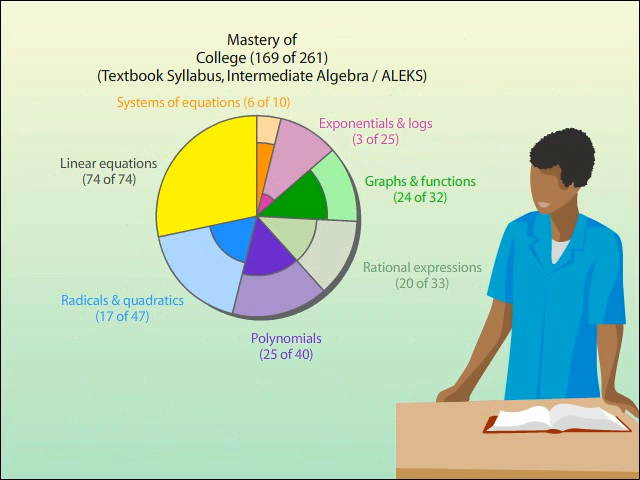 Mastery of
College (169 of 261)
(Textbook Syllabus, Intermediate Algebra / ALEKS)
Systems of equations (6 of 10)
Exponentials & logs
(3 of 25)
Linear equations
(74 of 74)
Graphs & functions
(24 of 32)
Rational expressions
(20 of 33)
Radicals & quadratics
(17 of 47)
Polynomials
(25 of 40)